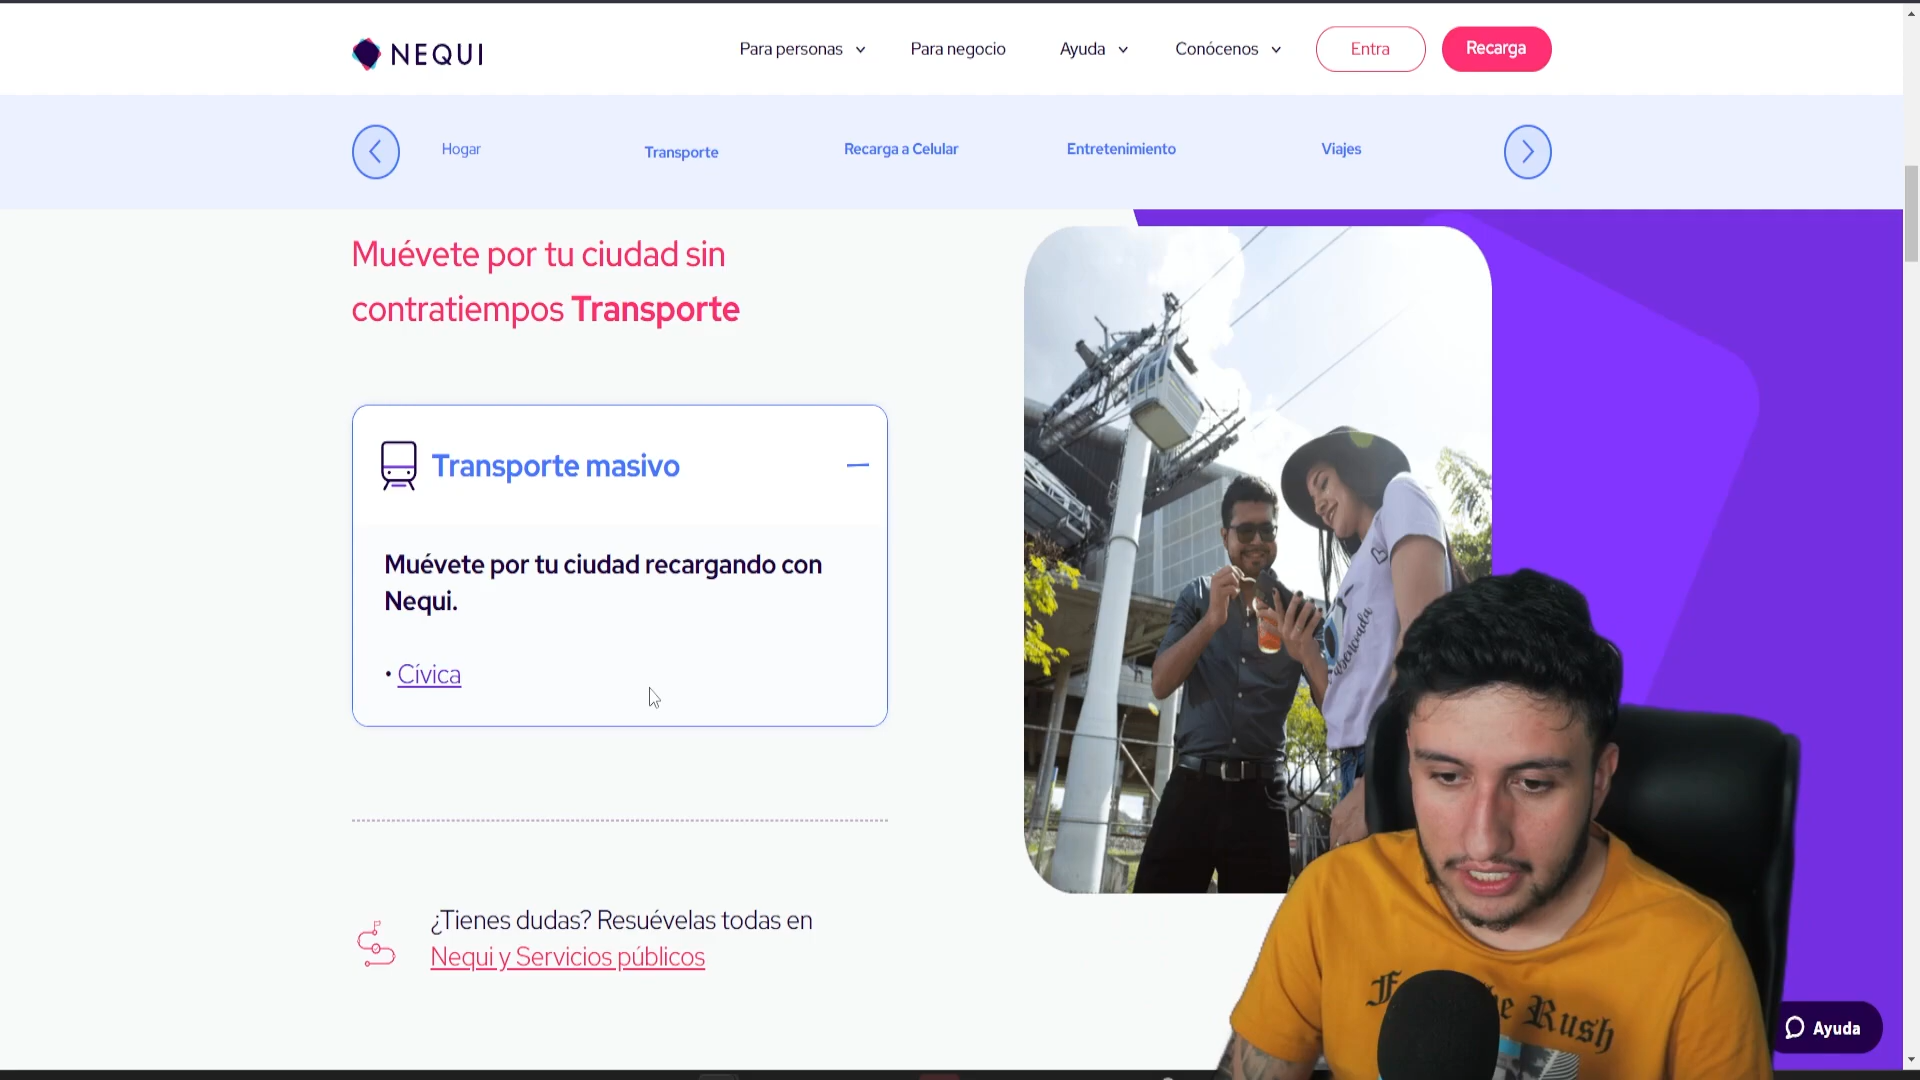 NEQUI
Para personas
Para negocio
Ayuda
Conócenos
Entra
Recarga
Hogar
Transporte
Recarga a Celular
Entretenimiento
Viajes
Muévete por tu ciudad sin
contratiempos Transporte
Transporte masivo
Muévete por tu ciudad recargando con
Nequi.
• Cívica
¿Tienes dudas? Resuévelas todas en
Nequi y Servicios públicos
Rush
Ayuda